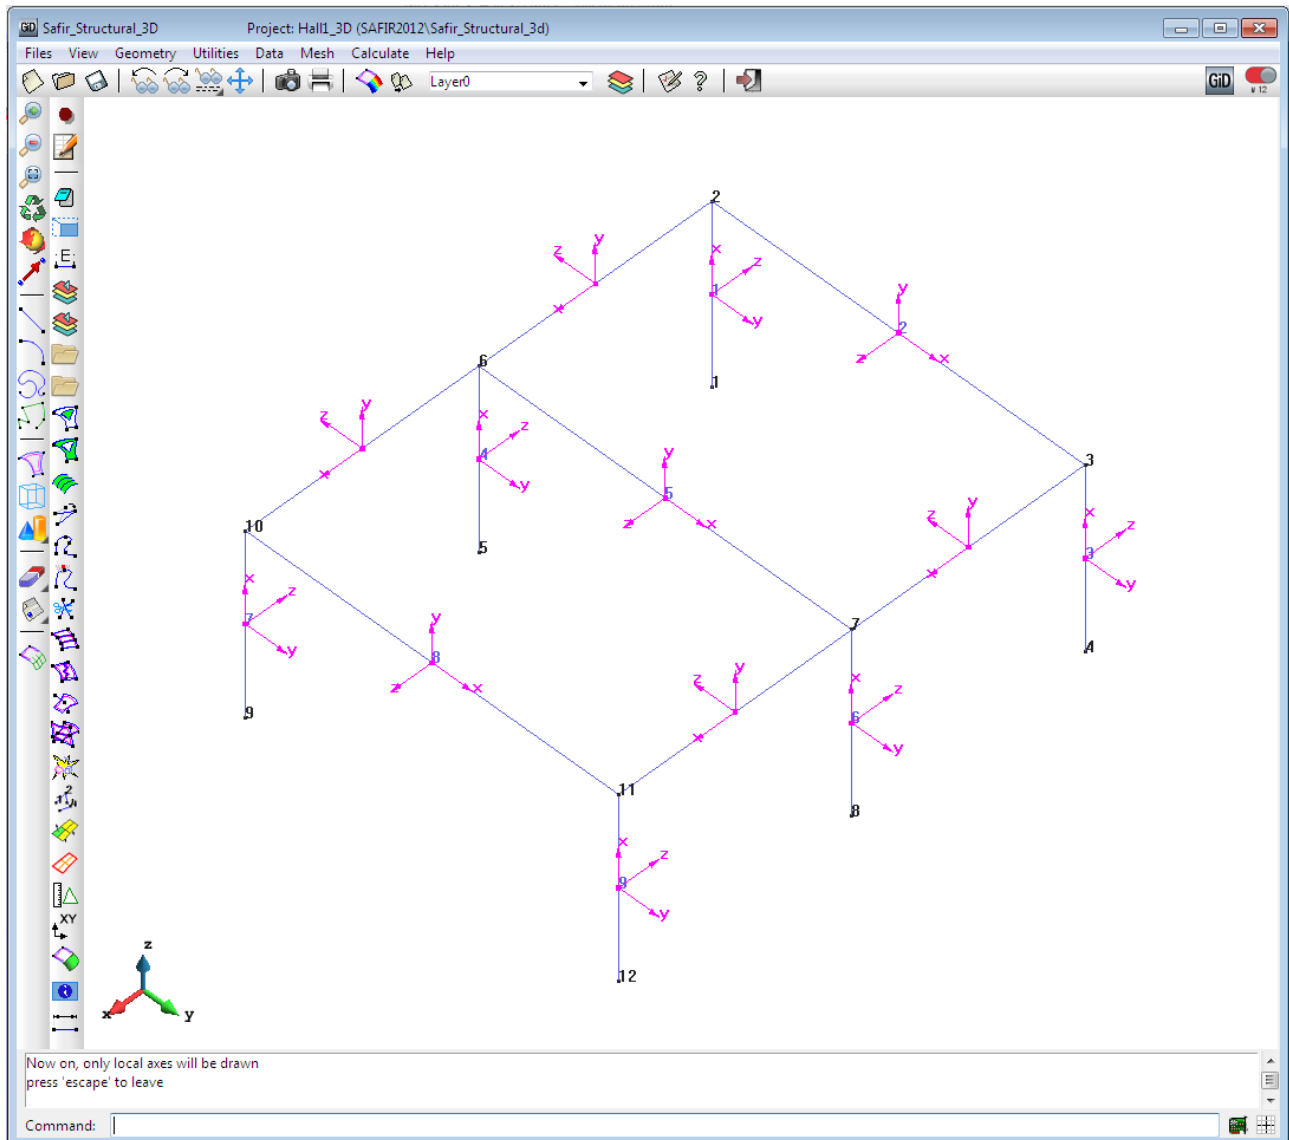 Safir_Structural_3D Project: Hall1_3D (SAFIR2012\Safir_Structural_3d)
Files View Geometry Utilities Data Mesh Calculate Help
Layer0 GiD
2
z y
x z
1
x y
y
2
z x
6
1
z y
x z
4
x y
y
5
z x
3
z y
x
x z
3
y
10
5
x z
7
y
y
8
z x
7
4
z y
x
x z
6
y
9
11
8
x z
9
y
12
z
x y
Now on, only local axes will be drawn
press 'escape' to leave
Command: